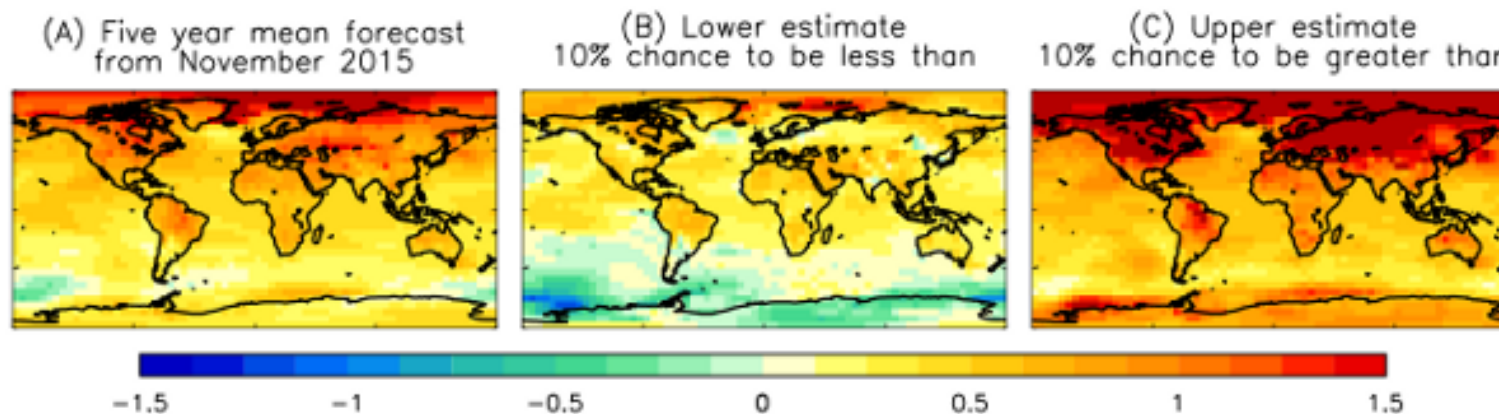 (A) Five year mean forecast
from November 2015
(B) Lower estimate
10% chance to be less than
(C) Upper estimate
10% chance to be greater than
−1.5 −1 −0.5 0 0.5 1 1.5